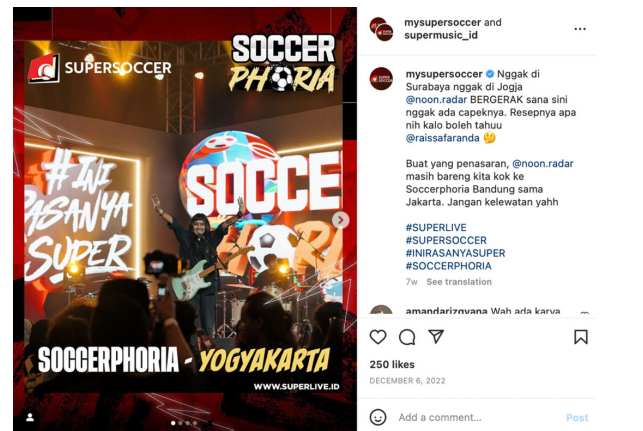 SUPERSOCCER
SOCCER
PHORIA
#INI
RASANYA
SUPER
SOCCE
SOCCERPHORIA - YOGYAKARTA
WWW.SUPERLIVE.ID
mysupersoccer and
supermusic_id
mysupersoccer Nggak di
Surabaya nggak di Jogja
@noon.radar BERGERAK sana sini
nggak ada capeknya. Resepnya apa
nih kalo boleh tahuu
@raissafaranda 🤔
Buat yang penasaran, @noon.radar
masih bareng kita kok ke
Soccerphoria Bandung sama
Jakarta. Jangan kelewatan yahh
#SUPERLIVE
#SUPERSOCCER
#INIRASANYASUPER
#SOCCERPHORIA
7w See translation
amandarizqyana Wah ada karya
250 likes
DECEMBER 6, 2022
Add a comment...
Post